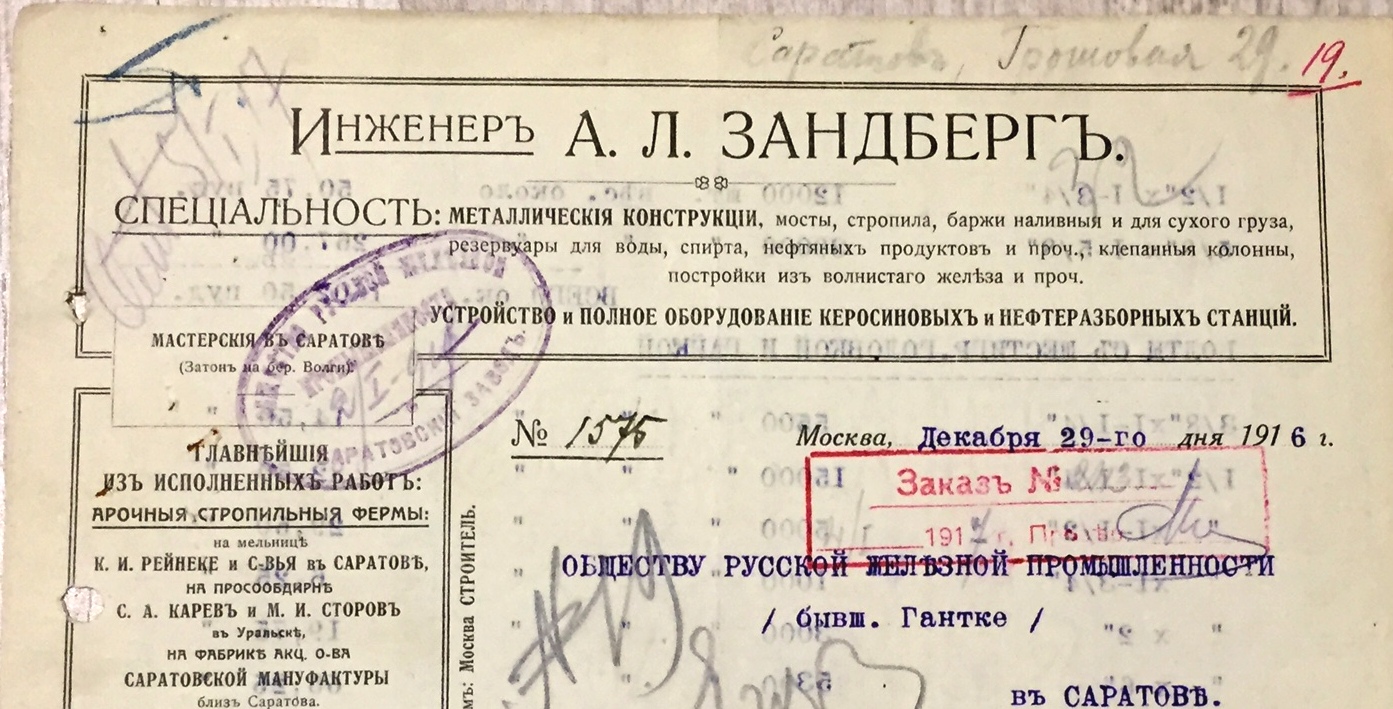 Саратовъ, Грошовая 29.
19.
Инженеръ А. Л. ЗАНДБЕРГЪ.
СПЕЦІАЛЬНОСТЬ: МЕТАЛЛИЧЕСКІЯ КОНСТРУКЦІИ, мосты, стропила, баржи наливныя и для сухого груза,
резервуары для воды, спирта, нефтяныхъ продуктовъ и проч., клепанныя колонны,
постройки изъ волнистаго желѣза и проч.
УСТРОЙСТВО и ПОЛНОЕ ОБОРУДОВАНІЕ КЕРОСИНОВЫХЪ и НЕФТЕРАЗБОРНЫХЪ СТАНЦІЙ.
МАСТЕРСКІЯ ВЪ САРАТОВѢ
(Затонъ на бер. Волги).
САРАТОВСКІЙ ЗАВОДЪ
ГЛАВНѢЙШІЯ
ИЗЪ ИСПОЛНЕННЫХЪ РАБОТЪ:
АРОЧНЫЯ СТРОПИЛЬНЫЯ ФЕРМЫ:
на мельницѣ
К. И. РЕЙНЕКЕ и С-ВЬЯ въ САРАТОВѢ,
НА ПРОСООБДИРНѢ
С. А. КАРЕВЪ и М. И. СТОРОВЪ
въ Уральскѣ,
НА ФАБРИКѢ АКЦ. О-ВА
САРАТОВСКОЙ МАНУФАКТУРЫ
близъ Саратова.
мъ: Москва СТРОИТЕЛЬ.
№ 1575
Москва, Декабря 29-го дня 1916 г.
Заказъ №
1917 г.
ОБЩЕСТВУ РУССКОЙ ЖЕЛѢЗНОЙ ПРОМЫШЛЕННОСТИ
/ бывш. Гантке /
въ САРАТОВѢ.